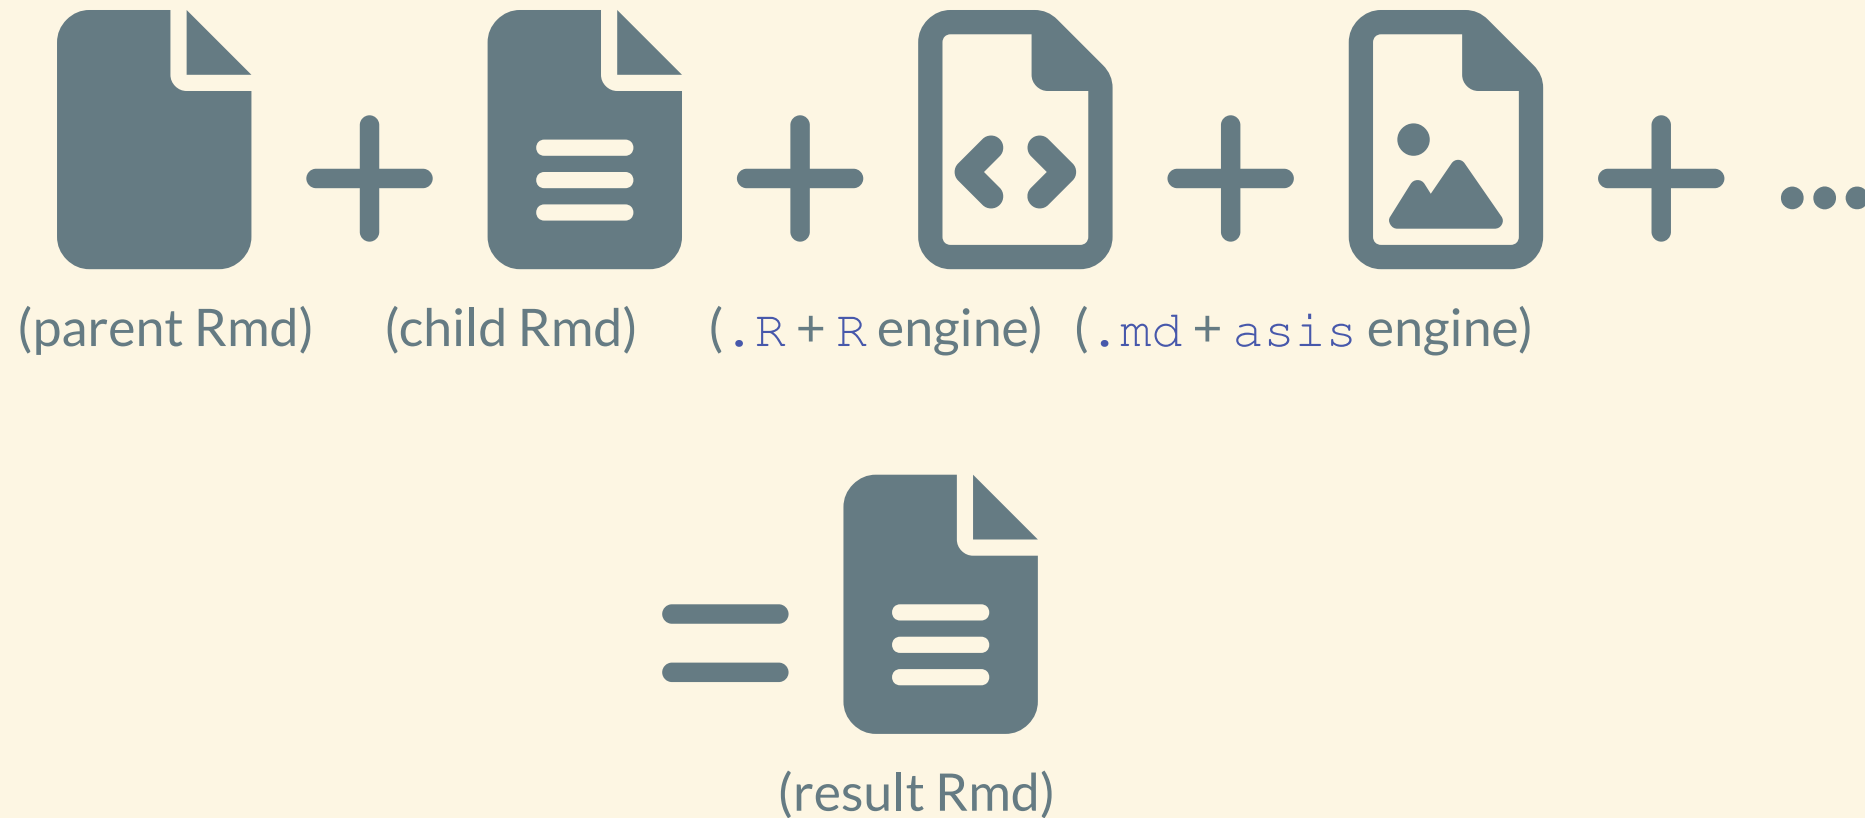 + + + + ...
(parent Rmd) (child Rmd) (.R + R engine) (.md + asis engine)
=
(result Rmd)